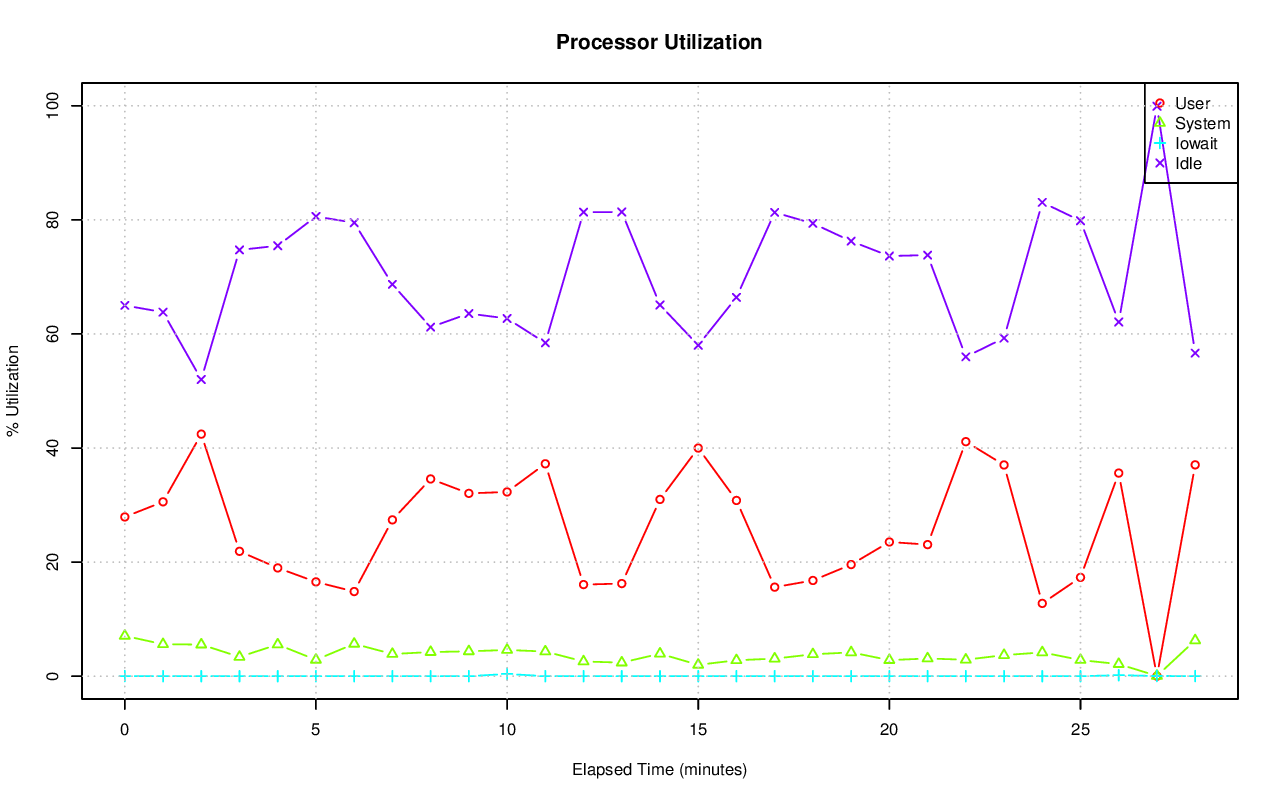 Processor Utilization
User
System
Iowait
Idle
% Utilization
100
80
60
40
20
0
0 5 10 15 20 25
Elapsed Time (minutes)